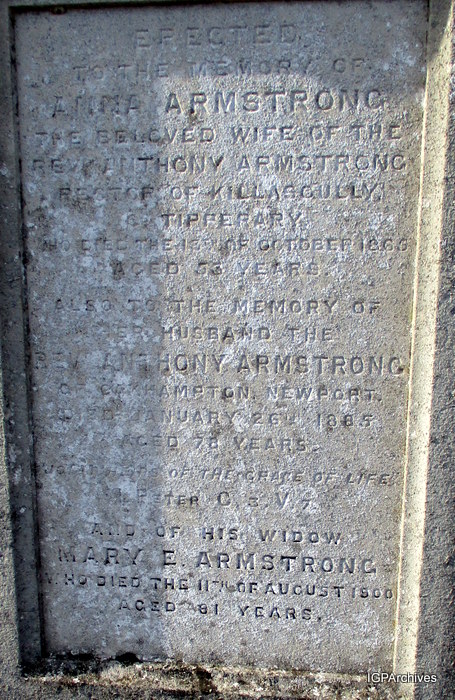 ERECTED
TO THE MEMORY OF
ANNA ARMSTRONG
THE BELOVED WIFE OF THE
REV. ANTHONY ARMSTRONG
RECTOR OF KILLASCULLY,
CO. TIPPERARY
WHO DIED THE OF OCTOBER
AGED 53 YEARS.
ALSO TO THE MEMORY OF
HER HUSBAND THE
REV. ANTHONY ARMSTRONG
OF HAMPTON, NEWPORT.
DIED JANUARY 26TH 1885
AGED 78 YEARS.
OF THE GRACE OF LIFE
I PETER C 3. V 7.
AND OF HIS WIDOW
MARY E. ARMSTRONG
WHO DIED THE 11TH OF AUGUST 1900
AGED 81 YEARS.
IGPArchives